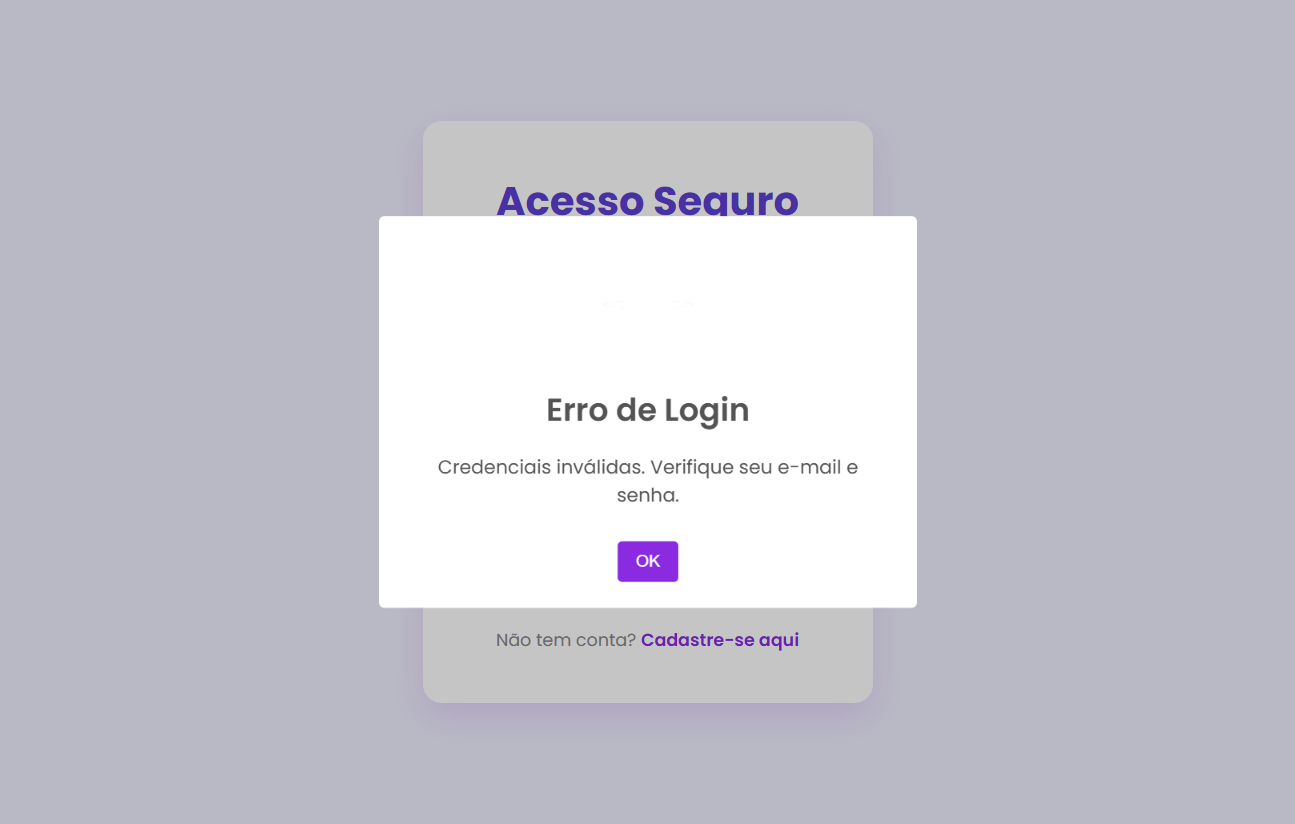 Acesso Seguro
Erro de Login
Credenciais inválidas. Verifique seu e-mail e
senha.
OK
Não tem conta? Cadastre-se aqui